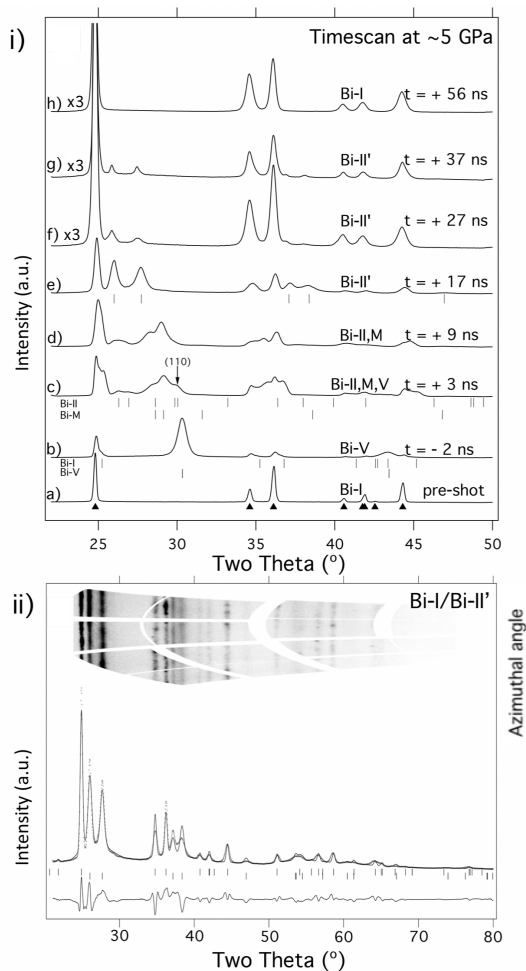 i)
Timescan at ~5 GPa
h) x3 Bi-I t = + 56 ns
g) x3 Bi-II' t = + 37 ns
f) x3 Bi-II' t = + 27 ns
e) Bi-II' t = + 17 ns
d) Bi-II,M t = + 9 ns
(110)
c) Bi-II,M,V t = + 3 ns
Bi-II
Bi-M
b) Bi-V t = - 2 ns
Bi-I
Bi-V
a) Bi-I pre-shot
Intensity (a.u.)
25 30 35 40 45 50
Two Theta (°)
ii)
Bi-I/Bi-II'
Azimuthal angle
Intensity (a.u.)
30 40 50 60 70 80
Two Theta (°)